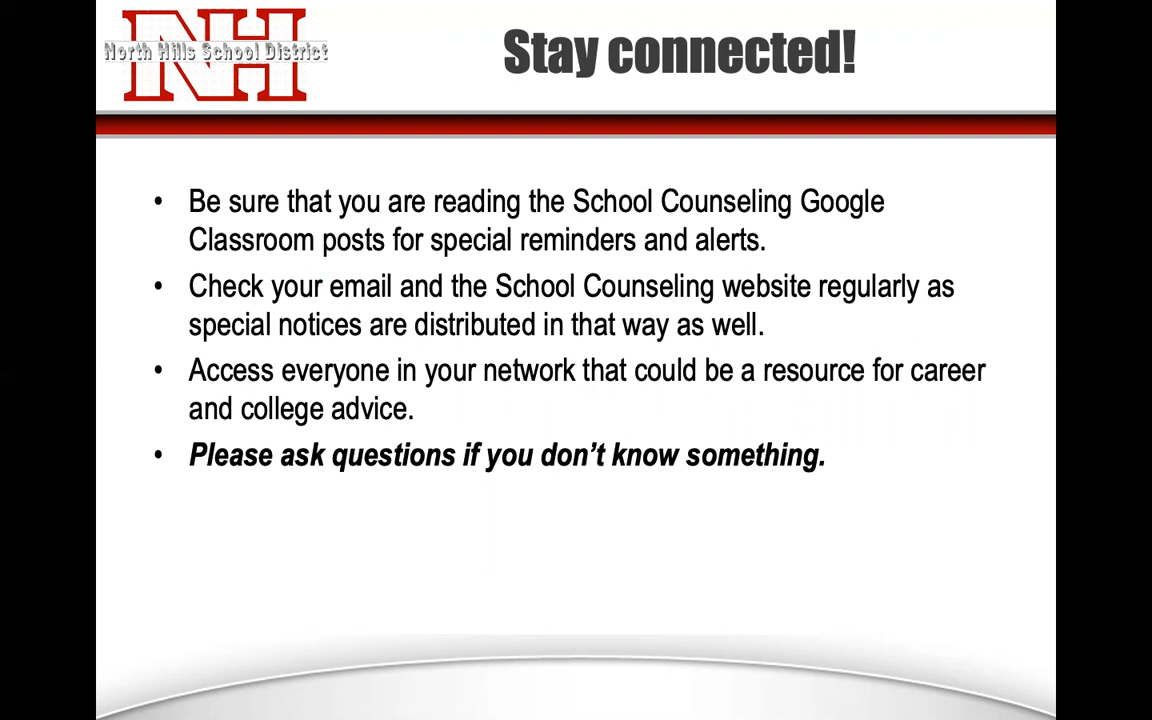 NH
North Hills School District
Stay connected!
• Be sure that you are reading the School Counseling Google
Classroom posts for special reminders and alerts.
• Check your email and the School Counseling website regularly as
special notices are distributed in that way as well.
• Access everyone in your network that could be a resource for career
and college advice.
• Please ask questions if you don’t know something.